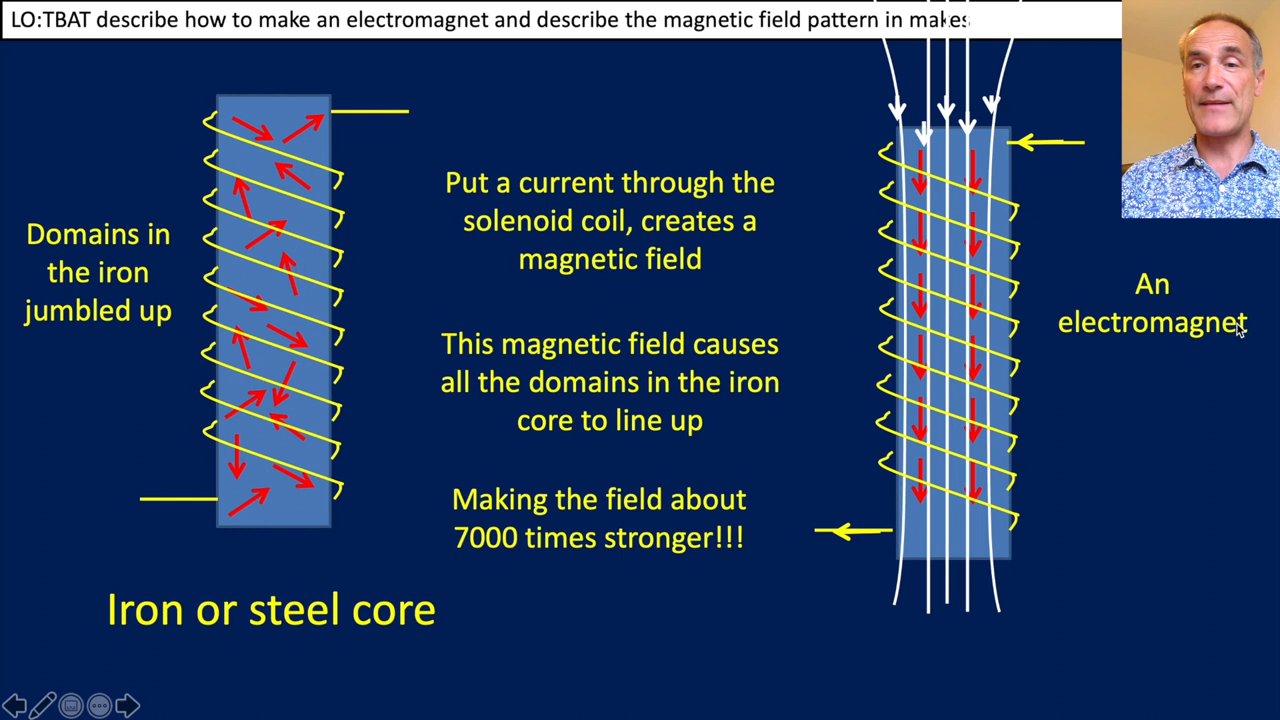 LO:TBAT describe how to make an electromagnet and describe the magnetic field pattern in makes
Domains in
the iron
jumbled up
Put a current through the
solenoid coil, creates a
magnetic field
This magnetic field causes
all the domains in the iron
core to line up
Making the field about
7000 times stronger!!!
An
electromagnet
Iron or steel core